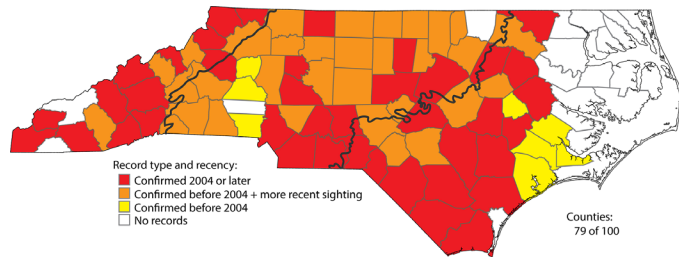 Record type and recency:
Confirmed 2004 or later
Confirmed before 2004 + more recent sighting
Confirmed before 2004
No records
Counties:
79 of 100